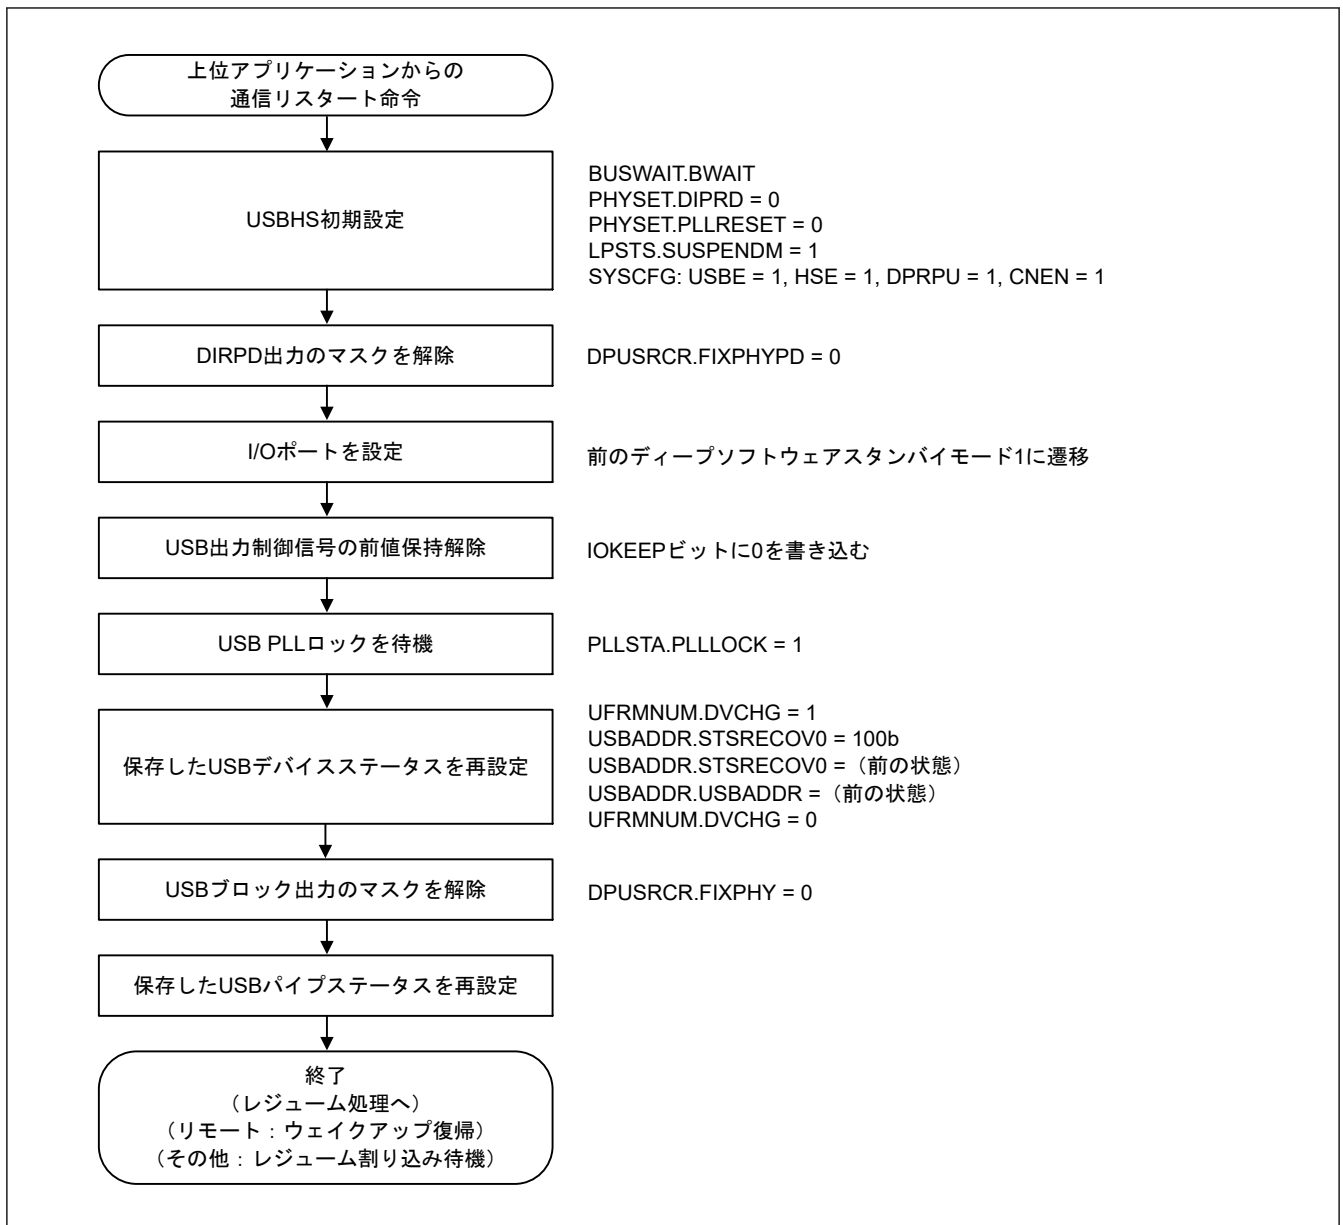 上位アプリケーションからの
通信リスタート命令
USBHS初期設定
BUSWAIT.BWAIT
PHYSET.DIPRD = 0
PHYSET.PLLRESET = 0
LPSTS.SUSPENDM = 1
SYSCFG: USBE = 1, HSE = 1, DPRPU = 1, CNEN = 1
DIRPD出力のマスクを解除
DPUSRCR.FIXPHYPD = 0
I/Oポートを設定
前のディープソフトウェアスタンバイモード1に遷移
USB出力制御信号の前値保持解除
IOKEEPビットに0を書き込む
USB PLLロックを待機
PLLSTA.PLLLOCK = 1
保存したUSBデバイスステータスを再設定
UFRMNUM.DVCHG = 1
USBADDR.STSRECOV0 = 100b
USBADDR.STSRECOV0 =（前の状態）
USBADDR.USBADDR =（前の状態）
UFRMNUM.DVCHG = 0
USBブロック出力のマスクを解除
DPUSRCR.FIXPHY = 0
保存したUSBパイプステータスを再設定
終了
（レジューム処理へ）
（リモート：ウェイクアップ復帰）
（その他：レジューム割り込み待機）